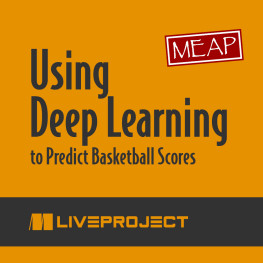 MEAP
Using
Deep Learning
to Predict Basketball Scores
LIVEPROJECT